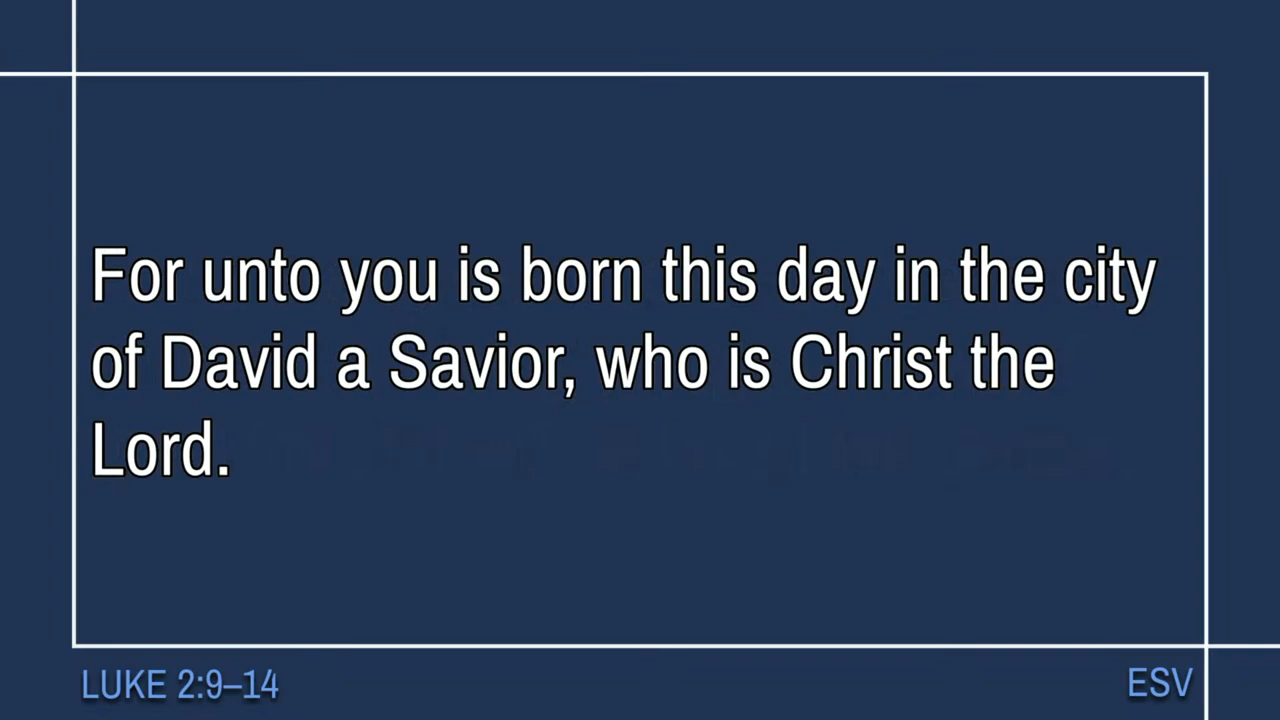 For unto you is born this day in the city
of David a Savior, who is Christ the
Lord.
LUKE 2:9–14
ESV